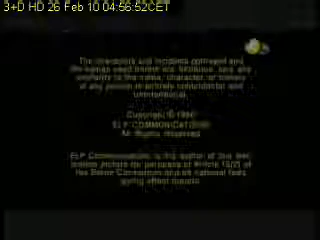 3+D HD 26 Feb 10 04:56:52CET
The characters and incidents portrayed and
the names used herein are fictitious, and any
similarity to the name, character, or history
of any person is entirely coincidental and
unintentional.
Copyright ©
ELP COMMUNICATIONS
All Rights Reserved
ELP Communications is the author of this
motion picture for purposes of Article 15(2) of
the Berne Convention and all national laws
giving effect thereto.